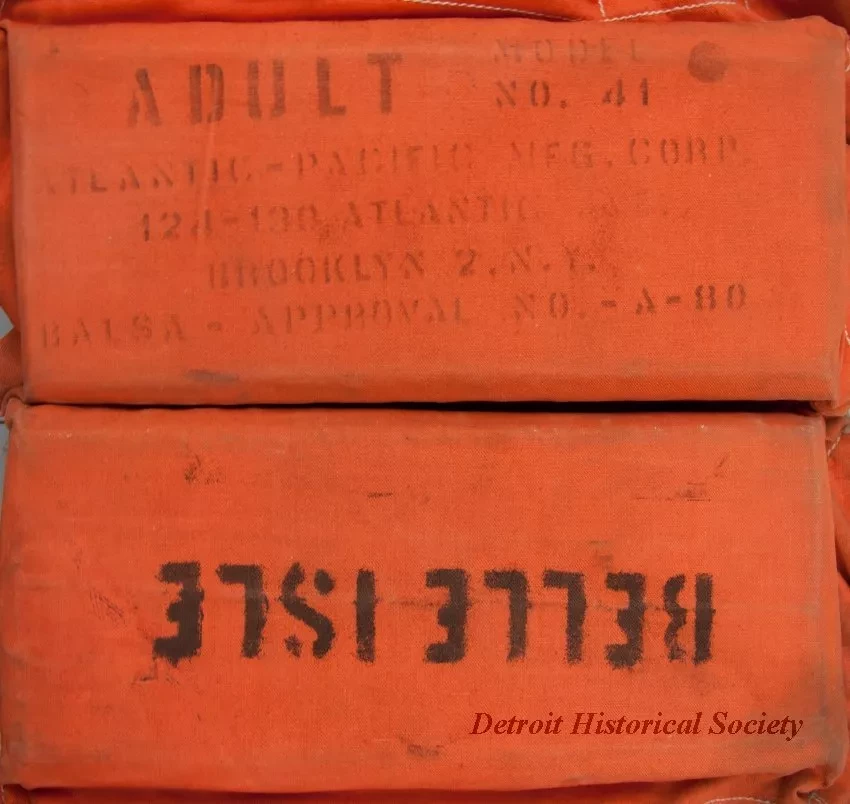 ADULT
MODEL
NO. 41
ATLANTIC-PACIFIC MFG. CORP.
124-130 ATLANTIC
BROOKLYN 2, N.Y.
BALSA - APPROVAL NO. - A-80
BELLE ISLE
Detroit Historical Society